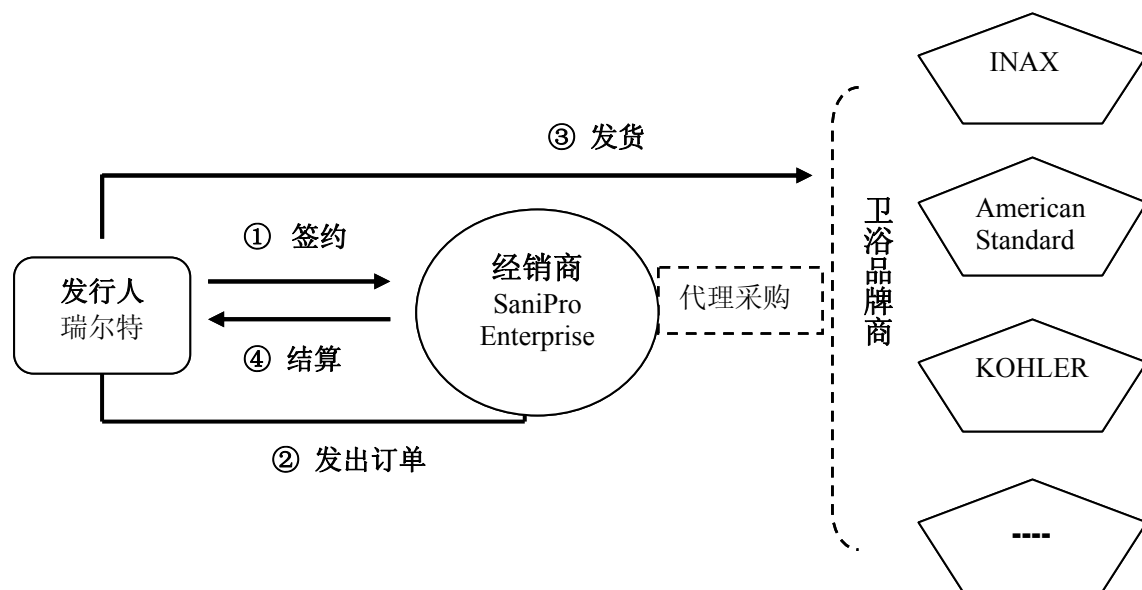 INAX
③ 发货
American
Standard
① 签约
卫浴品牌商
经销商
SaniPro
Enterprise
发行人
瑞尔特
代理采购
④ 结算
KOHLER
② 发出订单
----